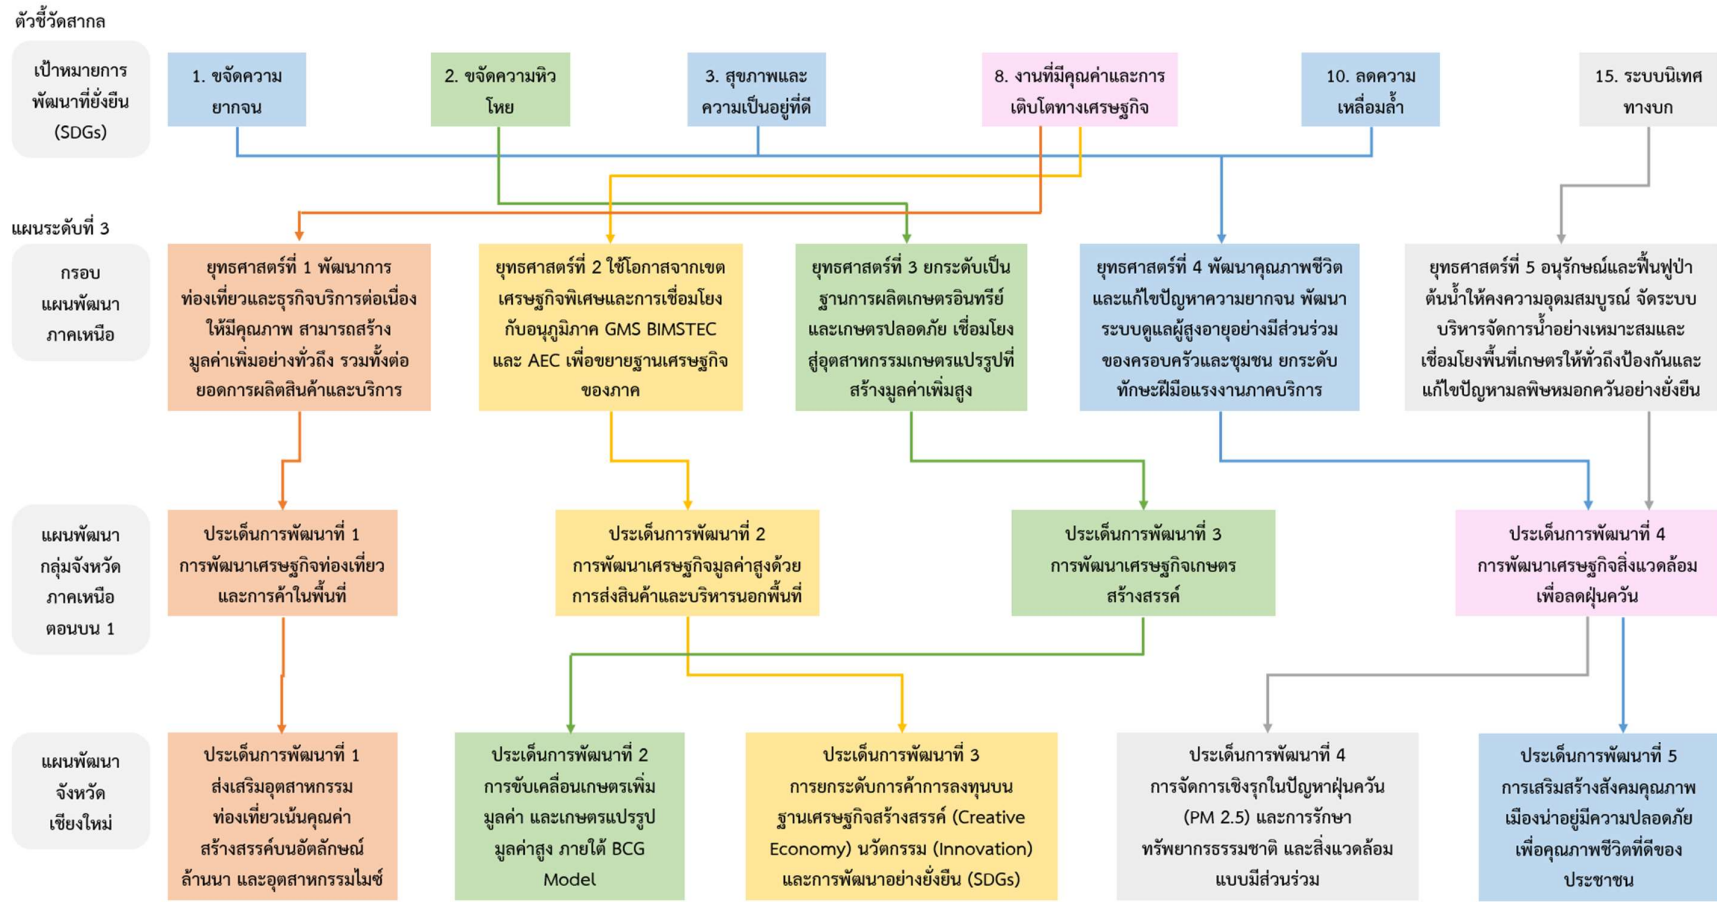 ตัวชี้วัดสากล
เป้าหมายการ
พัฒนาที่ยั่งยืน
(SDGs)
1. ขจัดความ
ยากจน
2. ขจัดความหิว
โหย
3. สุขภาพและ
ความเป็นอยู่ที่ดี
8. งานที่มีคุณค่าและการ
เติบโตทางเศรษฐกิจ
10. ลดความ
เหลื่อมล้ำ
15. ระบบนิเทศ
ทางบก
แผนระดับที่ 3
กรอบ
แผนพัฒนา
ภาคเหนือ
ยุทธศาสตร์ที่ 1 พัฒนาการ
ท่องเที่ยวและธุรกิจบริการต่อเนื่อง
ให้มีคุณภาพ สามารถสร้าง
มูลค่าเพิ่มอย่างทั่วถึง รวมทั้งต่อ
ยอดการผลิตสินค้าและบริการ
ยุทธศาสตร์ที่ 2 ใช้โอกาสจากเขต
เศรษฐกิจพิเศษและการเชื่อมโยง
กับอนุภูมิภาค GMS BIMSTEC
และ AEC เพื่อขยายฐานเศรษฐกิจ
ของภาค
ยุทธศาสตร์ที่ 3 ยกระดับเป็น
ฐานการผลิตเกษตรอินทรีย์
และเกษตรปลอดภัย เชื่อมโยง
สู่อุตสาหกรรมเกษตรแปรรูปที่
สร้างมูลค่าเพิ่มสูง
ยุทธศาสตร์ที่ 4 พัฒนาคุณภาพชีวิต
และแก้ไขปัญหาความยากจน พัฒนา
ระบบดูแลผู้สูงอายุอย่างมีส่วนร่วม
ของครอบครัวและชุมชน ยกระดับ
ทักษะฝีมือแรงงานภาคบริการ
ยุทธศาสตร์ที่ 5 อนุรักษ์และฟื้นฟูป่า
ต้นน้ำให้คงความอุดมสมบูรณ์ จัดระบบ
บริหารจัดการน้ำอย่างเหมาะสมและ
เชื่อมโยงพื้นที่เกษตรให้ทั่วถึงป้องกันและ
แก้ไขปัญหามลพิษหมอกควันอย่างยั่งยืน
แผนพัฒนา
กลุ่มจังหวัด
ภาคเหนือ
ตอนบน 1
ประเด็นการพัฒนาที่ 1
การพัฒนาเศรษฐกิจท่องเที่ยว
และการค้าในพื้นที่
ประเด็นการพัฒนาที่ 2
การพัฒนาเศรษฐกิจมูลค่าสูงด้วย
การส่งสินค้าและบริหารนอกพื้นที่
ประเด็นการพัฒนาที่ 3
การพัฒนาเศรษฐกิจเกษตร
สร้างสรรค์
ประเด็นการพัฒนาที่ 4
การพัฒนาเศรษฐกิจสิ่งแวดล้อม
เพื่อลดฝุ่นควัน
แผนพัฒนา
จังหวัด
เชียงใหม่
ประเด็นการพัฒนาที่ 1
ส่งเสริมอุตสาหกรรม
ท่องเที่ยวเน้นคุณค่า
สร้างสรรค์บนอัตลักษณ์
ล้านนา และอุตสาหกรรมไมซ์
ประเด็นการพัฒนาที่ 2
การขับเคลื่อนเกษตรเพิ่ม
มูลค่า และเกษตรแปรรูป
มูลค่าสูง ภายใต้ BCG
Model
ประเด็นการพัฒนาที่ 3
การยกระดับการค้าการลงทุนบน
ฐานเศรษฐกิจสร้างสรรค์ (Creative
Economy) นวัตกรรม (Innovation)
และการพัฒนาอย่างยั่งยืน (SDGs)
ประเด็นการพัฒนาที่ 4
การจัดการเชิงรุกในปัญหาฝุ่นควัน
(PM 2.5) และการรักษา
ทรัพยากรธรรมชาติ และสิ่งแวดล้อม
แบบมีส่วนร่วม
ประเด็นการพัฒนาที่ 5
การเสริมสร้างสังคมคุณภาพ
เมืองน่าอยู่มีความปลอดภัย
เพื่อคุณภาพชีวิตที่ดีของ
ประชาชน